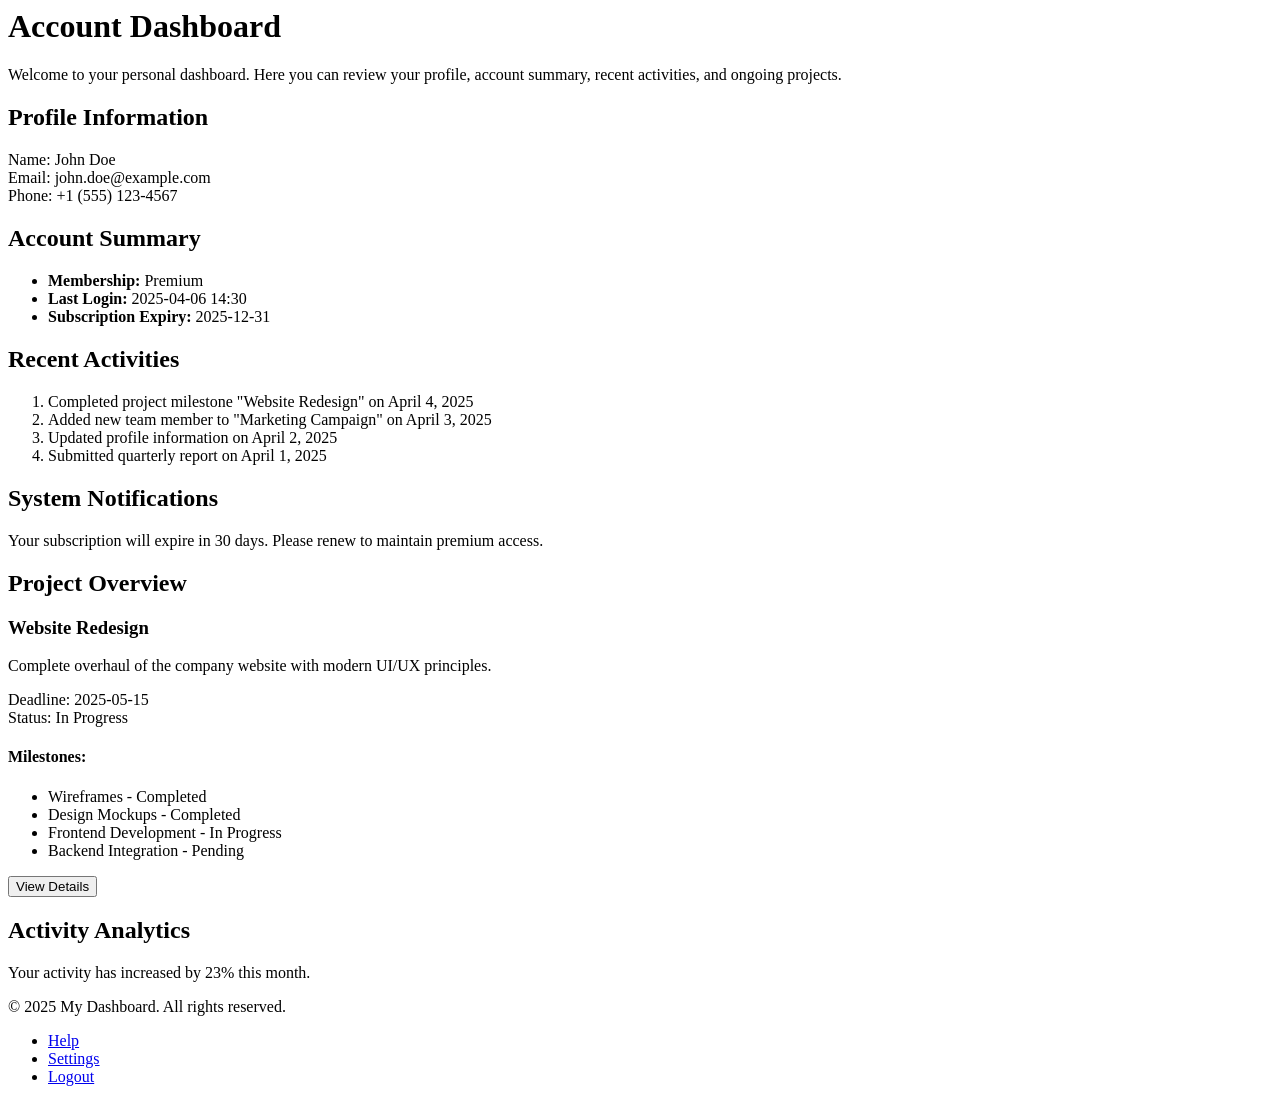 Account Dashboard
Welcome to your personal dashboard. Here you can review your profile, account summary, recent activities, and ongoing projects.
Profile Information
Name: John Doe
Email: john.doe@example.com
Phone: +1 (555) 123-4567
Account Summary
• Membership: Premium
• Last Login: 2025-04-06 14:30
• Subscription Expiry: 2025-12-31
Recent Activities
1. Completed project milestone "Website Redesign" on April 4, 2025
2. Added new team member to "Marketing Campaign" on April 3, 2025
3. Updated profile information on April 2, 2025
4. Submitted quarterly report on April 1, 2025
System Notifications
Your subscription will expire in 30 days. Please renew to maintain premium access.
Project Overview
Website Redesign
Complete overhaul of the company website with modern UI/UX principles.
Deadline: 2025-05-15
Status: In Progress
Milestones:
• Wireframes - Completed
• Design Mockups - Completed
• Frontend Development - In Progress
• Backend Integration - Pending
View Details
Activity Analytics
Your activity has increased by 23% this month.
© 2025 My Dashboard. All rights reserved.
• Help
• Settings
• Logout